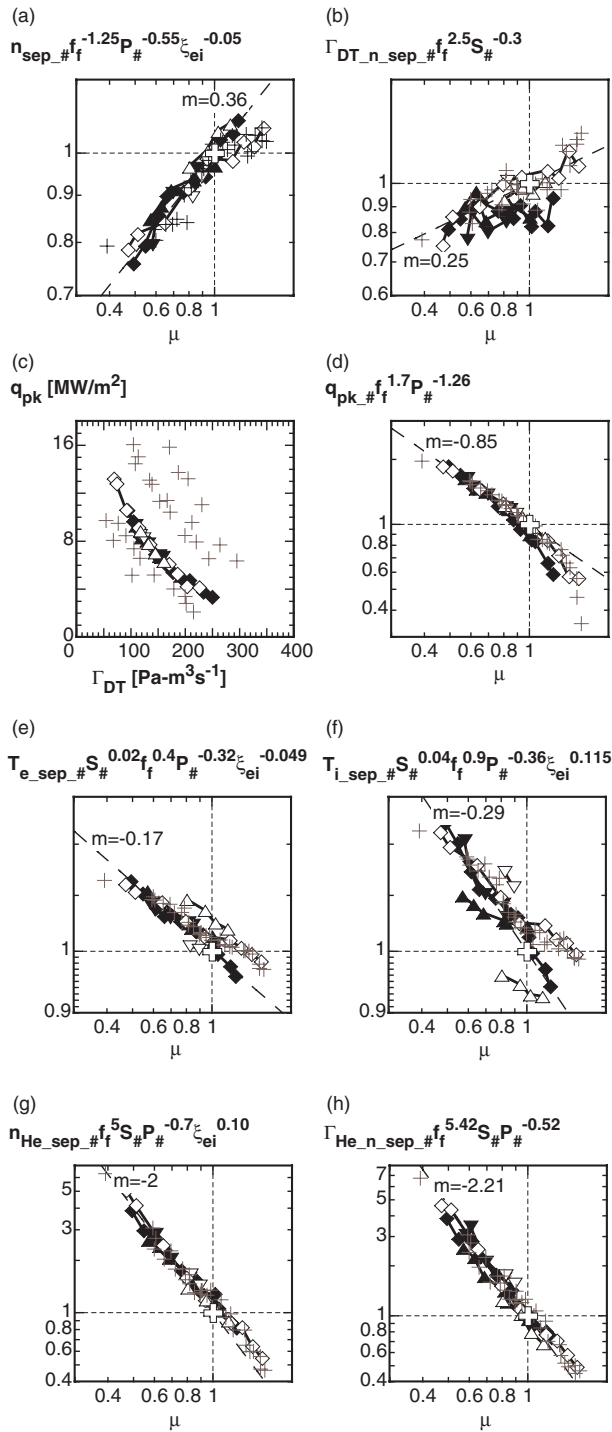 (a)
n_sep_# f_f^-1.25 P_#^-0.55 ξ_ei^-0.05
m=0.36
1
0.9
0.8
0.7
0.4 0.6 0.8 1
μ
(b)
Γ_DT_n_sep_# f_f^2.5 S_#^-0.3
1
0.9
0.8
0.7
0.6
m=0.25
0.4 0.6 0.8 1
μ
(c)
q_pk [MW/m^2]
16
8
0
0 100 200 300 400
Γ_DT [Pa-m^3s^-1]
(d)
q_pk_# f_f^1.7 P_#^-1.26
m=-0.85
1
0.8
0.6
0.4
0.4 0.6 0.8 1
μ
(e)
T_e_sep_# S_#^0.02 f_f^0.4 P_#^-0.32 ξ_ei^-0.049
m=-0.17
1
0.9
0.4 0.6 0.8 1
μ
(f)
T_i_sep_# S_#^0.04 f_f^0.9 P_#^-0.36 ξ_ei^0.115
m=-0.29
1
0.9
0.4 0.6 0.8 1
μ
(g)
n_He_sep_# f_f^5 S_# P_#^-0.7 ξ_ei^0.10
m=-2
5
3
1
0.8
0.6
0.4
0.4 0.6 0.8 1
μ
(h)
Γ_He_n_sep_# f_f^5.42 S_# P_#^-0.52
m=-2.21
7
5
3
1
0.8
0.6
0.4
0.4 0.6 0.8 1
μ